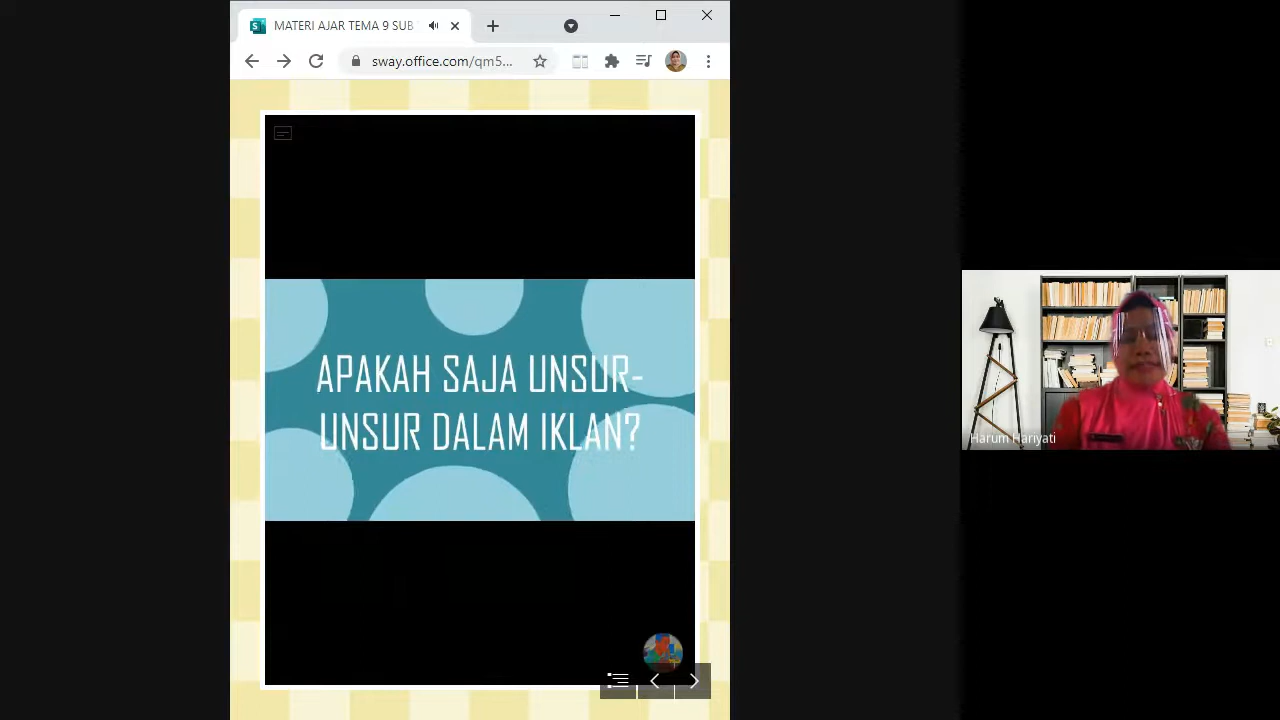 MATERI AJAR TEMA 9 SUB
sway.office.com/qm5...
APAKAH SAJA UNSUR-
UNSUR DALAM IKLAN?
Harum Hariyati